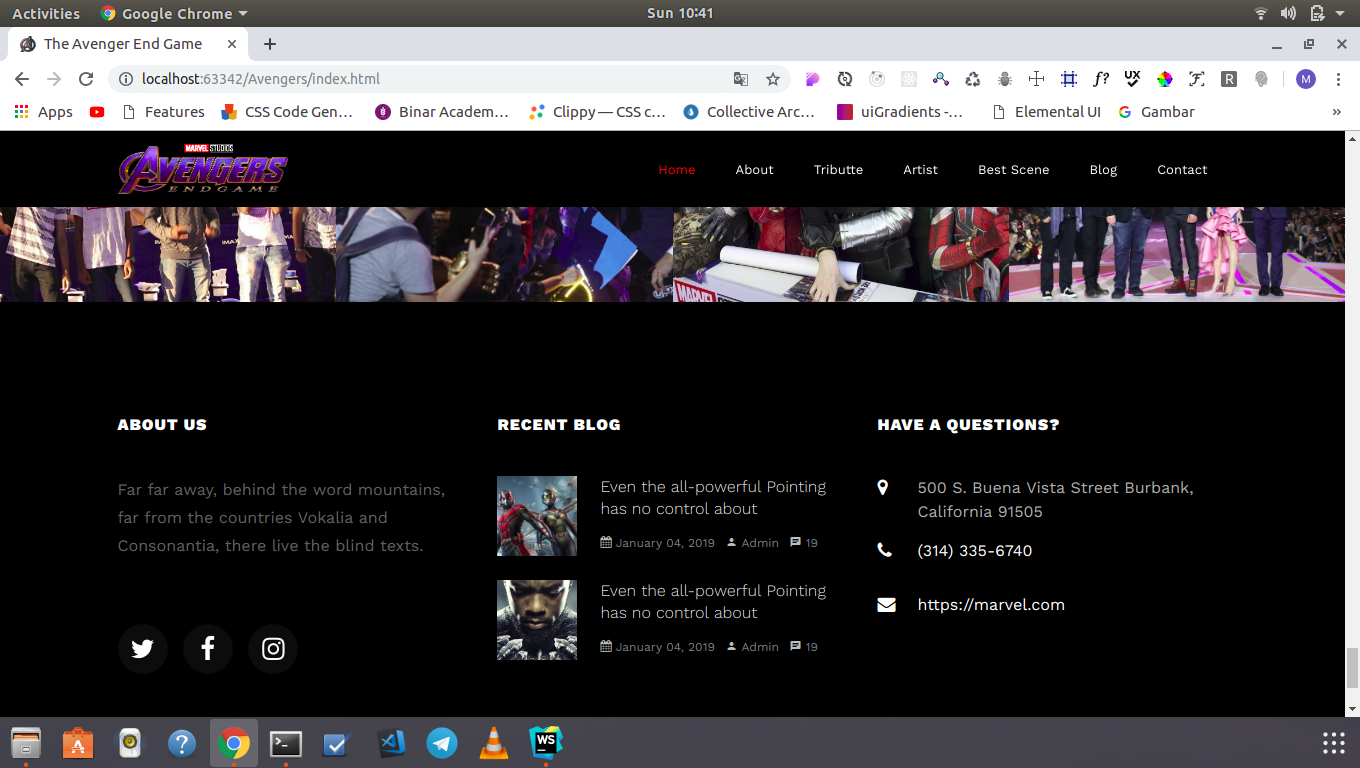 Activities Google Chrome Sun 10:41
The Avenger End Game
localhost:63342/Avengers/index.html
Apps Features CSS Code Gen… Binar Academ… Clippy — CSS c… Collective Arc… uiGradients -… Elemental UI Gambar »
MARVEL STUDIOS
AVENGERS
ENDGAME
Home About Tributte Artist Best Scene Blog Contact
MARVEL
ABOUT US
Far far away, behind the word mountains,
far from the countries Vokalia and
Consonantia, there live the blind texts.
RECENT BLOG
Even the all-powerful Pointing
has no control about
January 04, 2019 Admin 19
Even the all-powerful Pointing
has no control about
January 04, 2019 Admin 19
HAVE A QUESTIONS?
500 S. Buena Vista Street Burbank,
California 91505
(314) 335-6740
https://marvel.com
WS